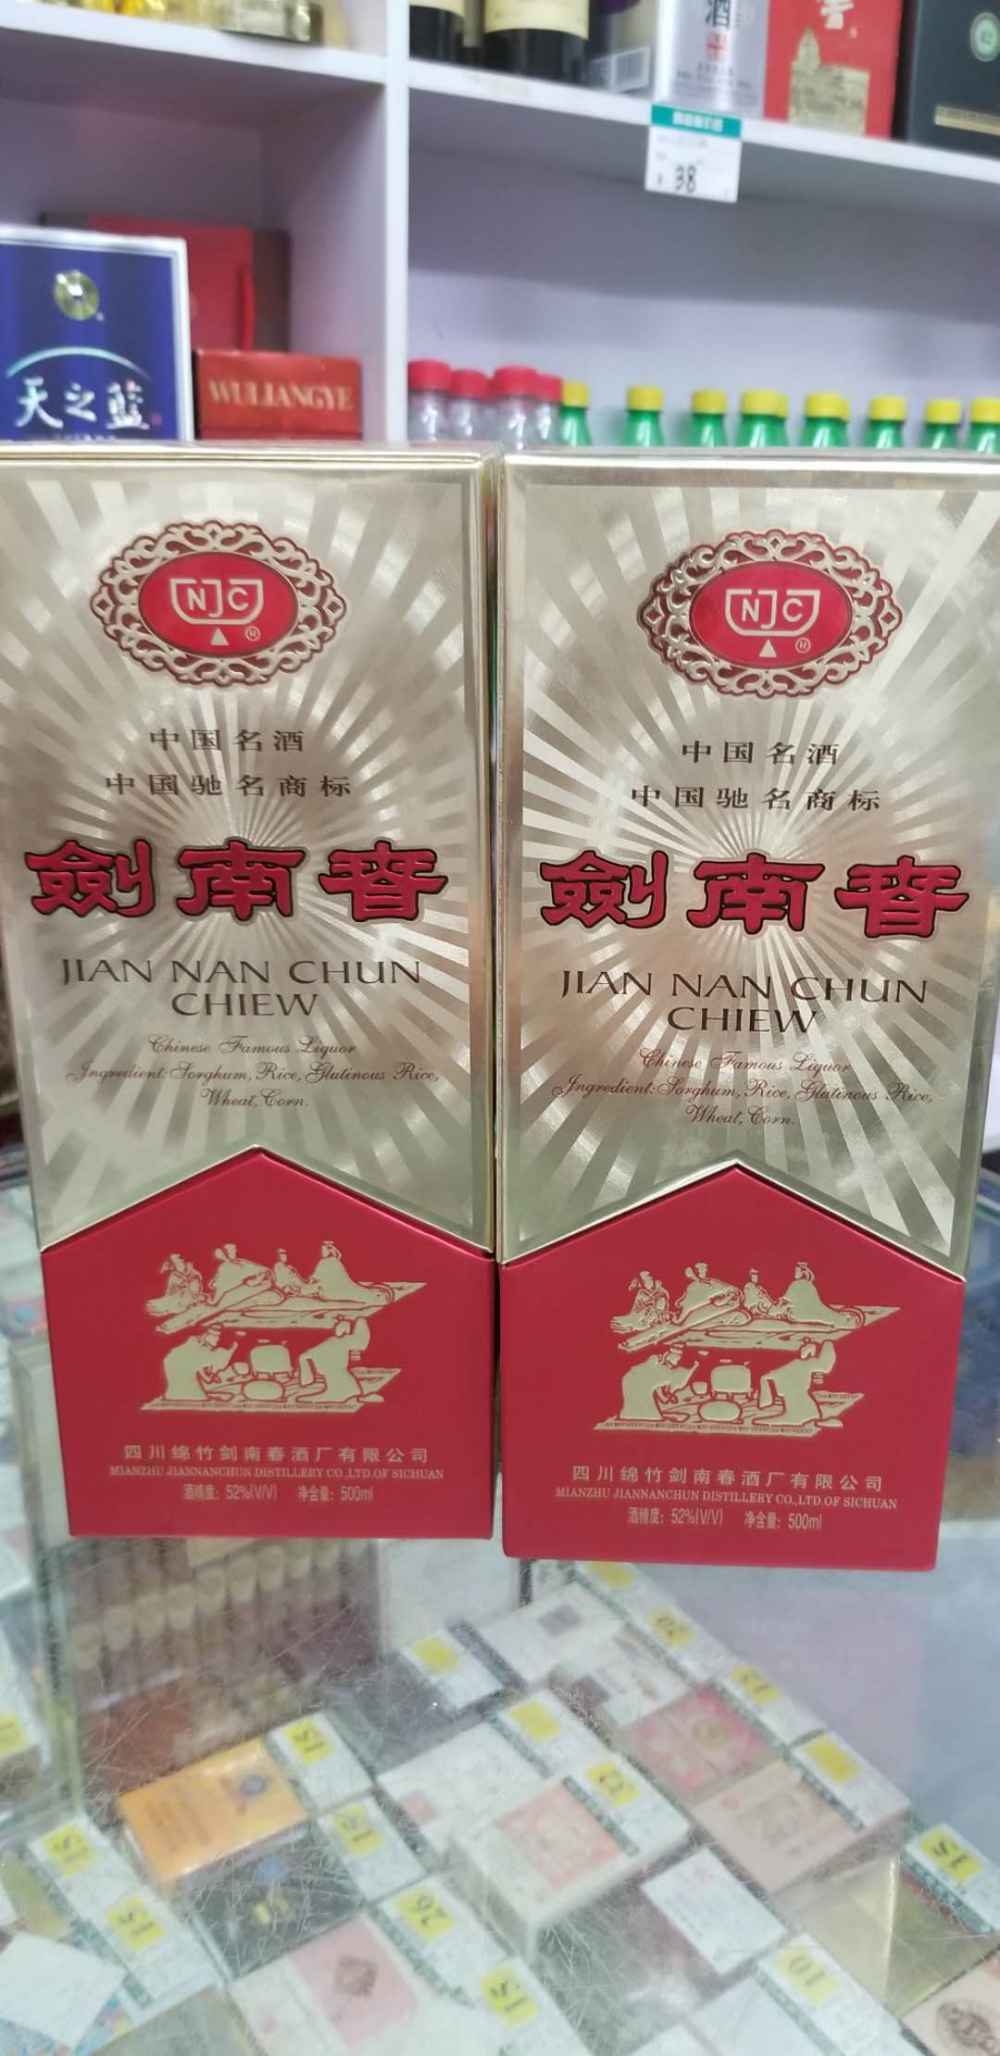 酒
38
天之蓝
WULIANGYE
NJC
®
中国名酒
中国驰名商标
劍南春
JIAN NAN CHUN
CHIEW
Chinese Famous Liquor
Ingredient: Sorghum, Rice, Glutinous Rice,
Wheat, Corn.
四川绵竹剑南春酒厂有限公司
MIANZHU JIANNANCHUN DISTILLERY CO.,LTD.OF SICHUAN
酒精度：52%(V/V) 净含量：500ml
NJC
®
中国名酒
中国驰名商标
劍南春
JIAN NAN CHUN
CHIEW
Chinese Famous Liquor
Ingredient: Sorghum, Rice, Glutinous Rice,
Wheat, Corn.
四川绵竹剑南春酒厂有限公司
MIANZHU JIANNANCHUN DISTILLERY CO.,LTD.OF SICHUAN
酒精度：52%(V/V) 净含量：500ml